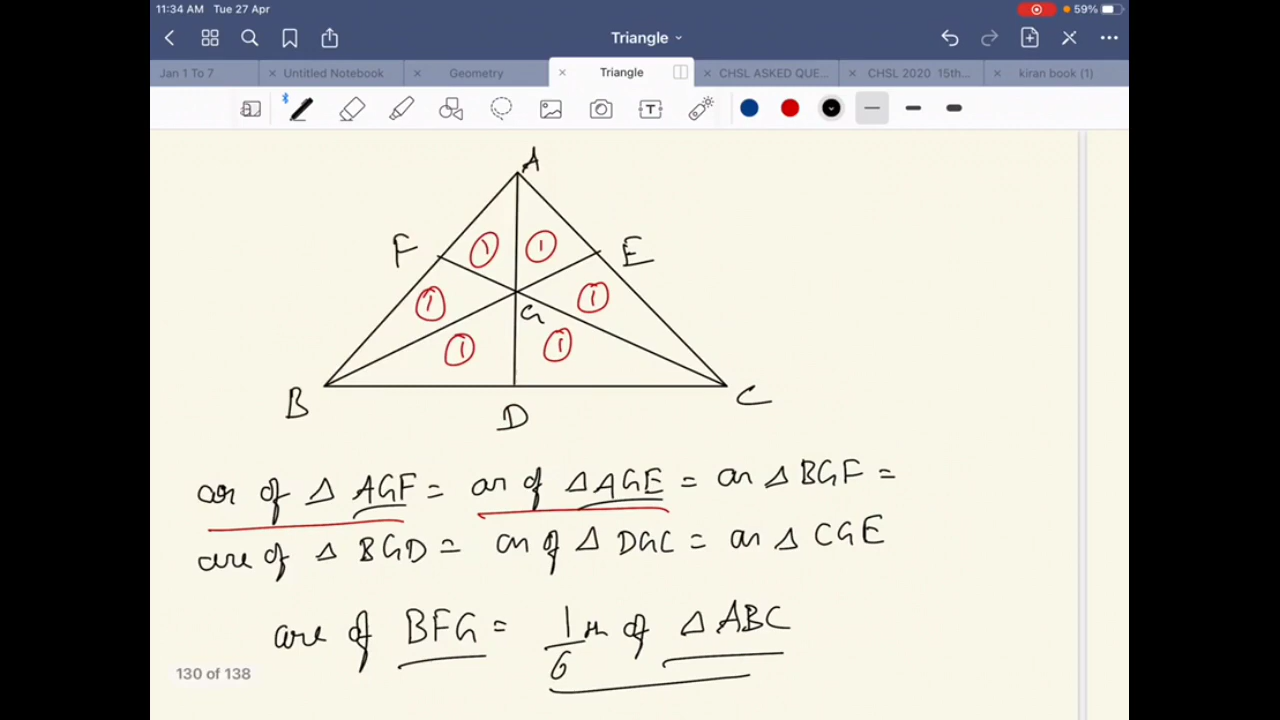 11:34 AM Tue 27 Apr
59%
Triangle
Jan 1 To 7
Untitled Notebook
Geometry
Triangle
CHSL ASKED QUE...
CHSL 2020 15th...
kiran book (1)
A
F
E
1 1
1 1
G
1 1
B
D
C
ar of Δ AGF = ar of Δ AGE = ar Δ BGF =
are of Δ BGD = ar of Δ DGC = ar Δ CGE
are of BFG = 1/6 th of Δ ABC
130 of 138